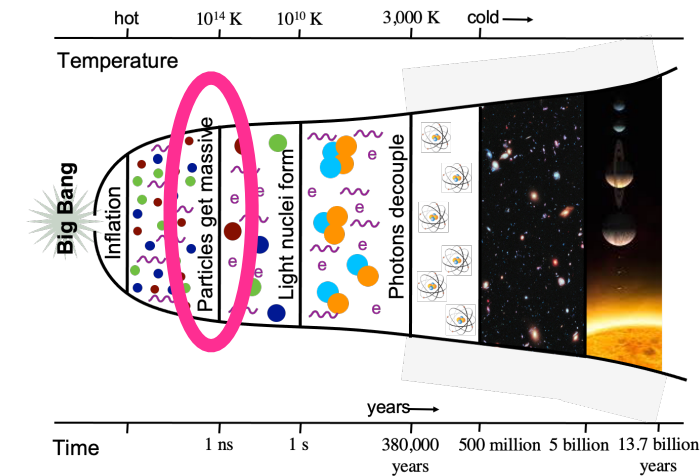 hot 10¹⁴ K 10¹⁰ K 3,000 K cold
Temperature
Big Bang
Inflation
Particles get massive
Light nuclei form
Photons decouple
e
e
e
e
e
e
e
e
years
Time 1 ns 1 s 380,000 500 million 5 billion 13.7 billion
years years